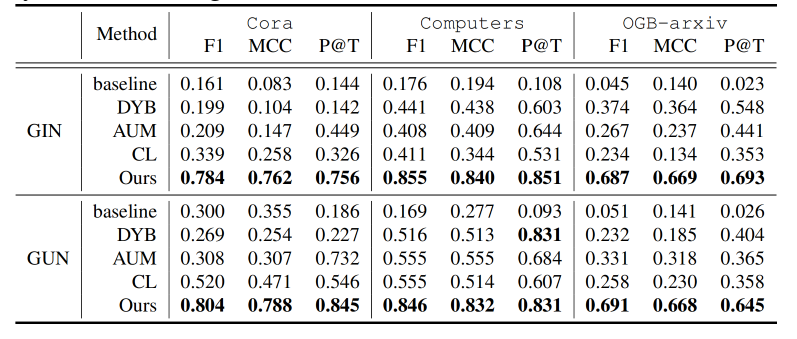 Method Cora Computers OGB-arxiv
F1 MCC P@T F1 MCC P@T F1 MCC P@T
baseline 0.161 0.083 0.144 0.176 0.194 0.108 0.045 0.140 0.023
DYB 0.199 0.104 0.142 0.441 0.438 0.603 0.374 0.364 0.548
GIN AUM 0.209 0.147 0.449 0.408 0.409 0.644 0.267 0.237 0.441
CL 0.339 0.258 0.326 0.411 0.344 0.531 0.234 0.134 0.353
Ours 0.784 0.762 0.756 0.855 0.840 0.851 0.687 0.669 0.693
baseline 0.300 0.355 0.186 0.169 0.277 0.093 0.051 0.141 0.026
DYB 0.269 0.254 0.227 0.516 0.513 0.831 0.232 0.185 0.404
GUN AUM 0.308 0.307 0.732 0.555 0.555 0.684 0.331 0.318 0.365
CL 0.520 0.471 0.546 0.555 0.514 0.607 0.258 0.230 0.358
Ours 0.804 0.788 0.845 0.846 0.832 0.831 0.691 0.668 0.645